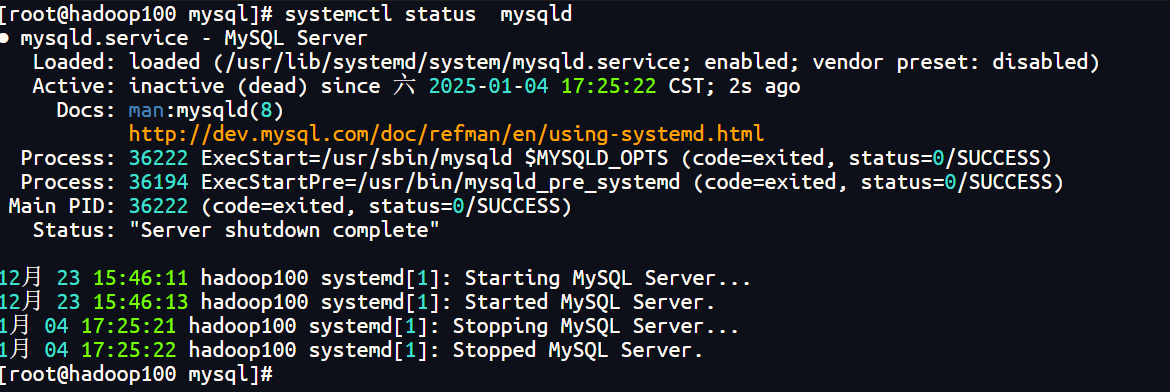 [root@hadoop100 mysql]# systemctl status  mysqld
● mysqld.service - MySQL Server
   Loaded: loaded (/usr/lib/systemd/system/mysqld.service; enabled; vendor preset: disabled)
   Active: inactive (dead) since 六 2025-01-04 17:25:22 CST; 2s ago
     Docs: man:mysqld(8)
           http://dev.mysql.com/doc/refman/en/using-systemd.html
  Process: 36222 ExecStart=/usr/sbin/mysqld $MYSQLD_OPTS (code=exited, status=0/SUCCESS)
  Process: 36194 ExecStartPre=/usr/bin/mysqld_pre_systemd (code=exited, status=0/SUCCESS)
 Main PID: 36222 (code=exited, status=0/SUCCESS)
   Status: "Server shutdown complete"

12月 23 15:46:11 hadoop100 systemd[1]: Starting MySQL Server...
12月 23 15:46:13 hadoop100 systemd[1]: Started MySQL Server.
1月 04 17:25:21 hadoop100 systemd[1]: Stopping MySQL Server...
1月 04 17:25:22 hadoop100 systemd[1]: Stopped MySQL Server.
[root@hadoop100 mysql]#